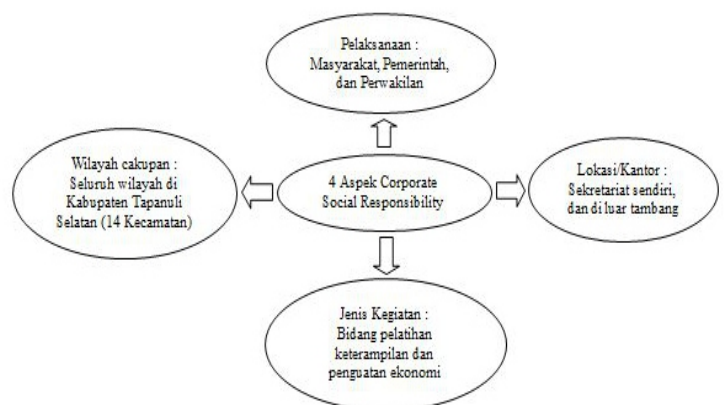 Pelaksanaan :
Masyarakat, Pemerintah,
dan Perwakilan
Wilayah cakupan :
Seluruh wilayah di
Kabupaten Tapanuli
Selatan (14 Kecamatan)
4 Aspek Corporate
Social Responsibility
Lokasi/Kantor :
Sekretariat sendiri,
dan di luar tambang
Jenis Kegiatan :
Bidang pelatihan
keterampilan dan
penguatan ekonomi